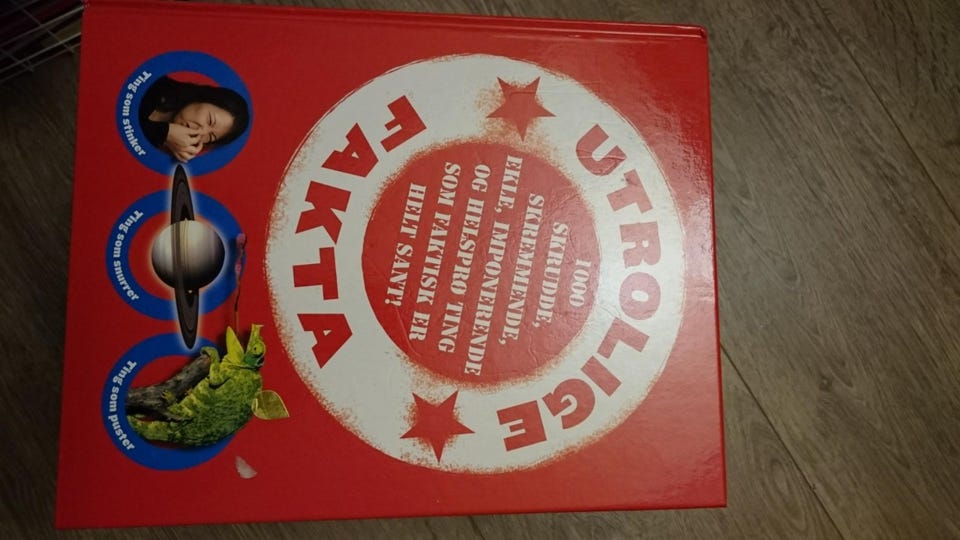 UTROLIGE
1000
SKRUDDE,
SKREMMENDE,
EKLE, IMPONERENDE
OG HELSPRØ TING
SOM FAKTISK ER
HELT SANT!
FAKTA
Ting som stinker
Ting som snurrer
Ting som puster